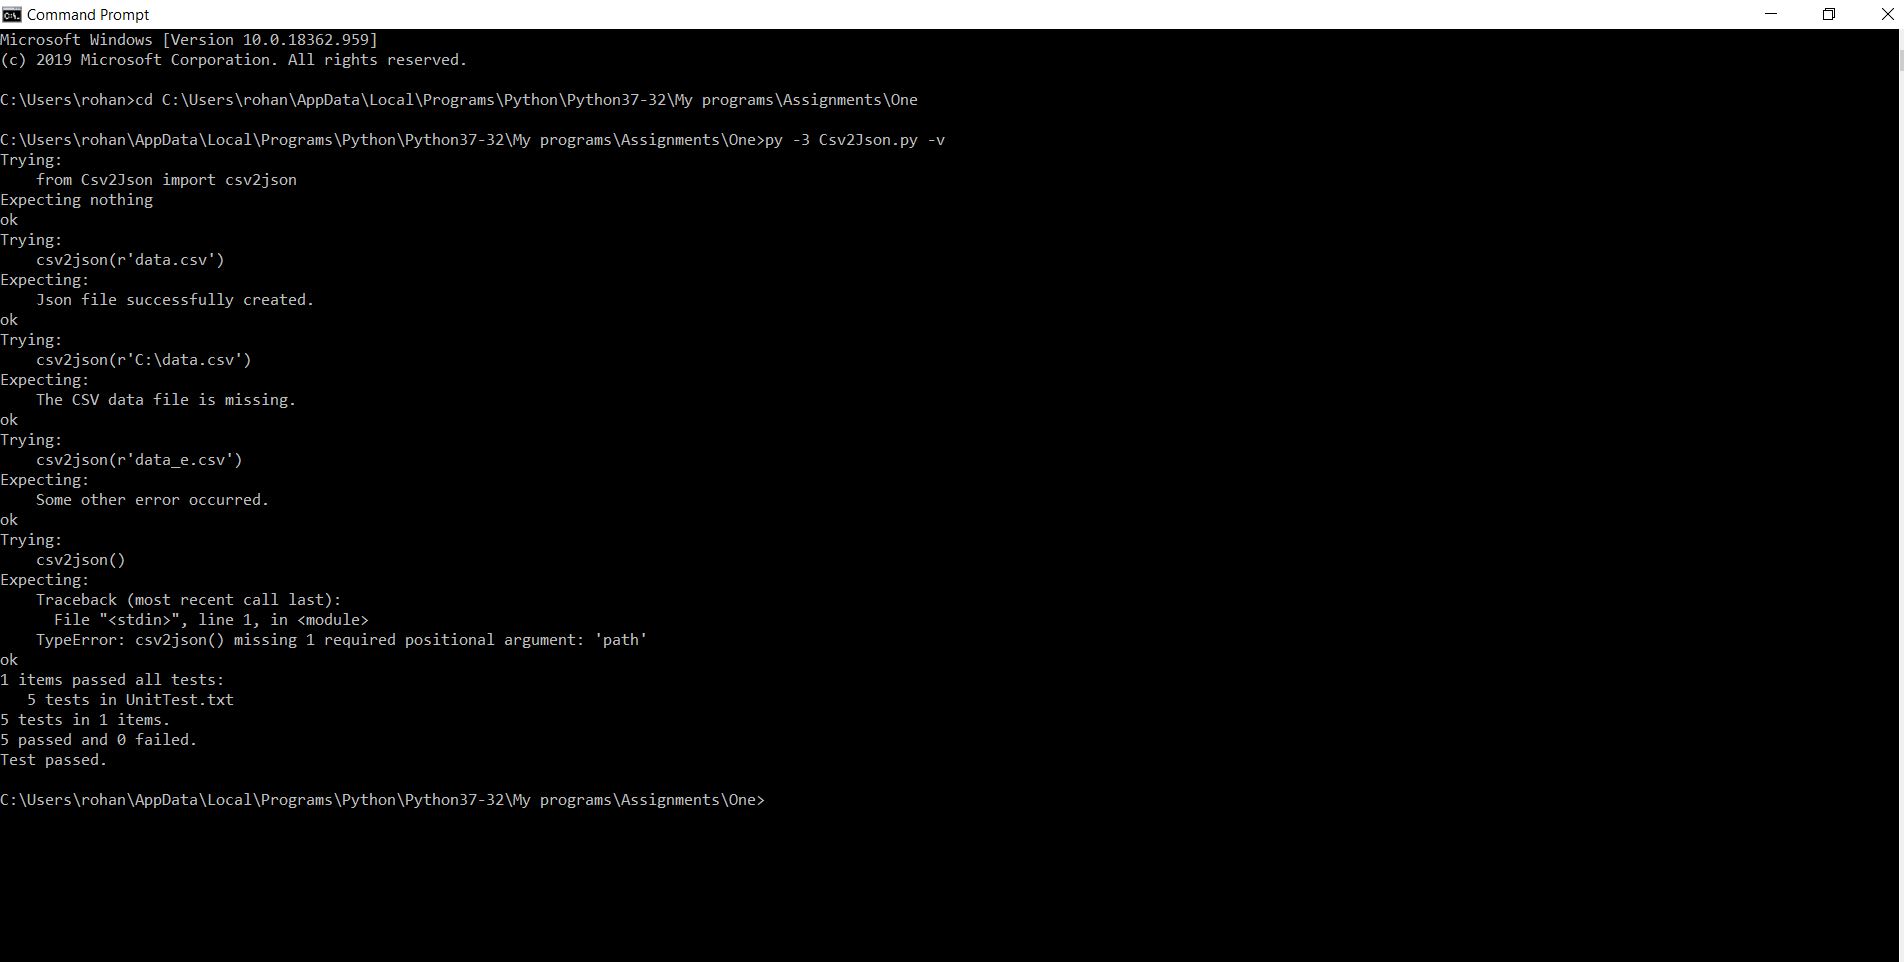 Command Prompt
Microsoft Windows [Version 10.0.18362.959]
(c) 2019 Microsoft Corporation. All rights reserved.
C:\Users\rohan>cd C:\Users\rohan\AppData\Local\Programs\Python\Python37-32\My programs\Assignments\One
C:\Users\rohan\AppData\Local\Programs\Python\Python37-32\My programs\Assignments\One>py -3 Csv2Json.py -v
Trying:
    from Csv2Json import csv2json
Expecting nothing
ok
Trying:
    csv2json(r'data.csv')
Expecting:
    Json file successfully created.
ok
Trying:
    csv2json(r'C:\data.csv')
Expecting:
    The CSV data file is missing.
ok
Trying:
    csv2json(r'data_e.csv')
Expecting:
    Some other error occurred.
ok
Trying:
    csv2json()
Expecting:
    Traceback (most recent call last):
      File "<stdin>", line 1, in <module>
    TypeError: csv2json() missing 1 required positional argument: 'path'
ok
1 items passed all tests:
   5 tests in UnitTest.txt
5 tests in 1 items.
5 passed and 0 failed.
Test passed.
C:\Users\rohan\AppData\Local\Programs\Python\Python37-32\My programs\Assignments\One>